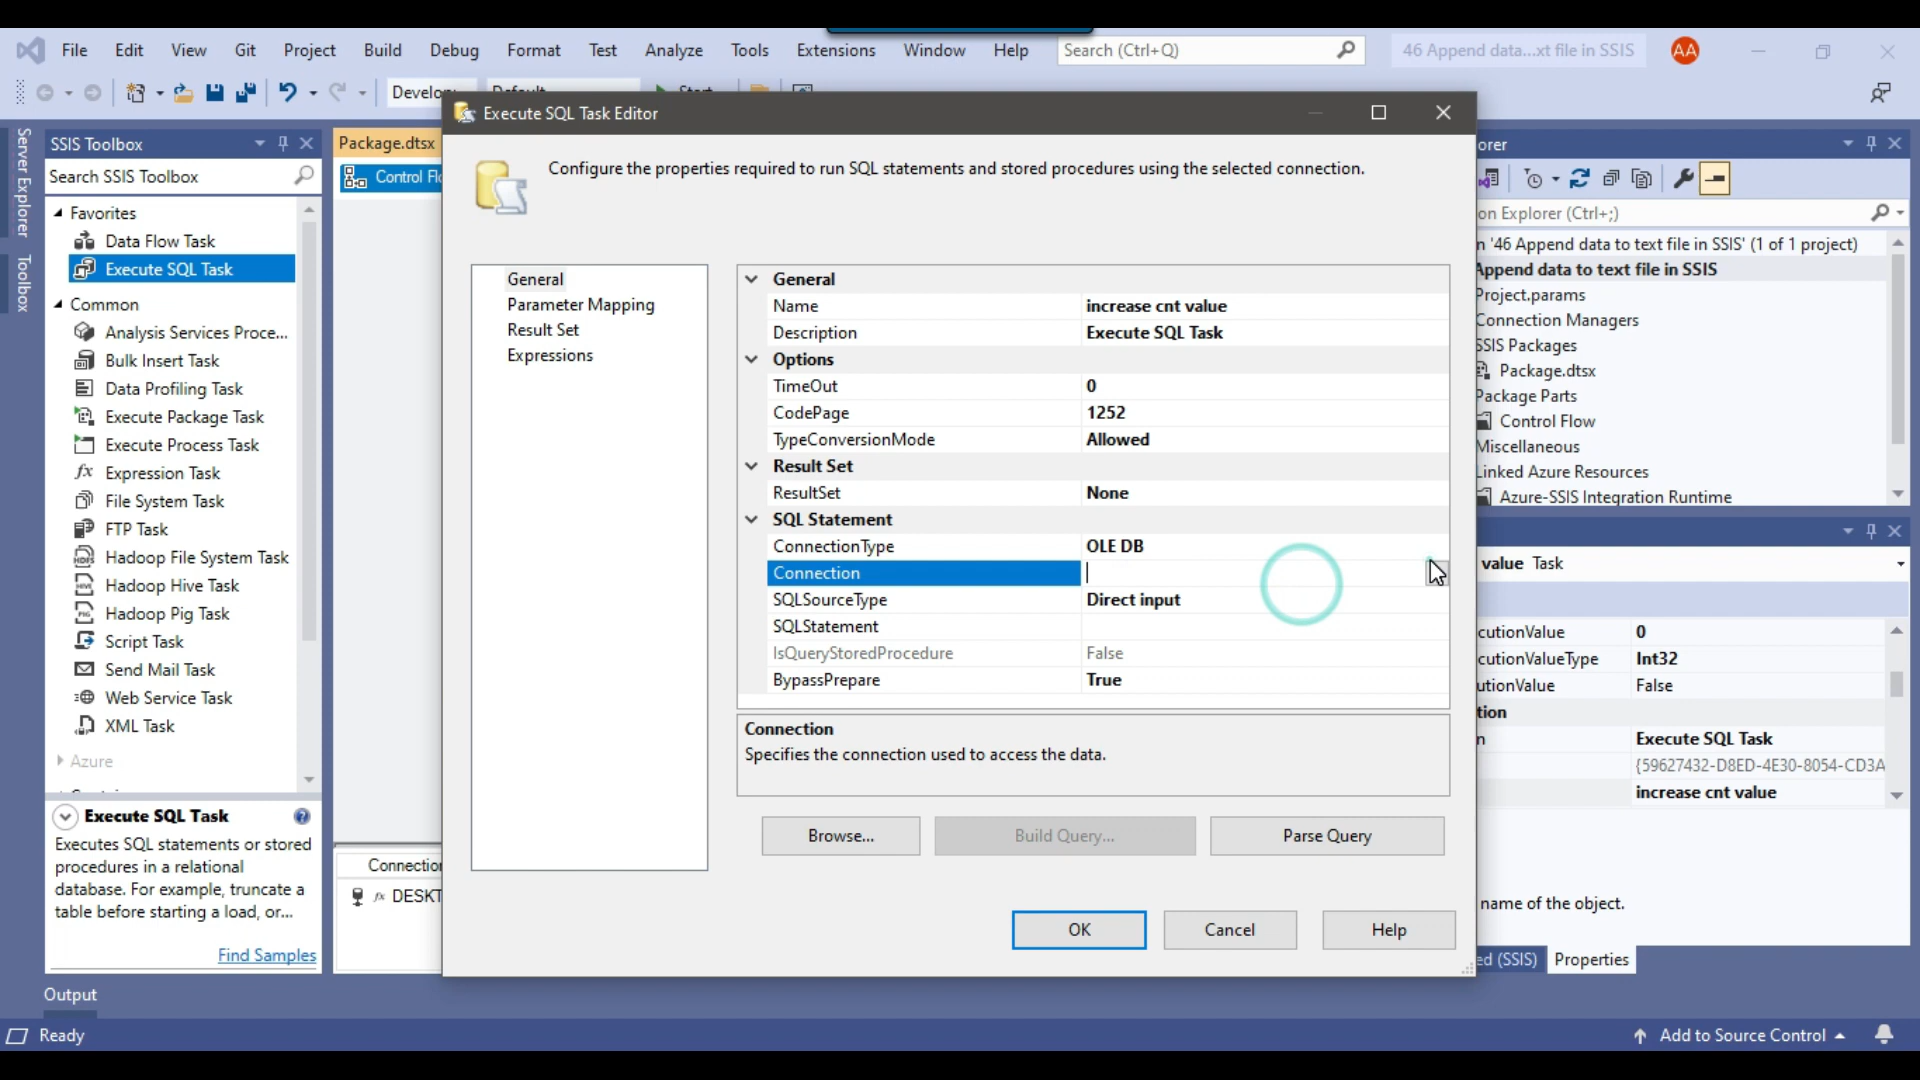 File Edit View Git Project Build Debug Format Test Analyze Tools Extensions Window Help Search (Ctrl+Q) 46 Append data...xt file in SSIS AA
Server Explorer
Toolbox
SSIS Toolbox
Search SSIS Toolbox
Favorites
Data Flow Task
Execute SQL Task
Common
Analysis Services Proce...
Bulk Insert Task
Data Profiling Task
Execute Package Task
Execute Process Task
Expression Task
File System Task
FTP Task
Hadoop File System Task
Hadoop Hive Task
Hadoop Pig Task
Script Task
Send Mail Task
Web Service Task
XML Task
Azure
Execute SQL Task
Executes SQL statements or stored
procedures in a relational
database. For example, truncate a
table before starting a load, or...
Find Samples
Package.dtsx
Control Fl
Connection
fx DESKT
Execute SQL Task Editor
Configure the properties required to run SQL statements and stored procedures using the selected connection.
General
Parameter Mapping
Result Set
Expressions
General
Name increase cnt value
Description Execute SQL Task
Options
TimeOut 0
CodePage 1252
TypeConversionMode Allowed
Result Set
ResultSet None
SQL Statement
ConnectionType OLE DB
Connection
SQLSourceType Direct input
SQLStatement
IsQueryStoredProcedure False
BypassPrepare True
Connection
Specifies the connection used to access the data.
Browse... Build Query... Parse Query
OK Cancel Help
orer
on Explorer (Ctrl+;)
n '46 Append data to text file in SSIS' (1 of 1 project)
Append data to text file in SSIS
Project.params
Connection Managers
SSIS Packages
Package.dtsx
Package Parts
Control Flow
Miscellaneous
Linked Azure Resources
Azure-SSIS Integration Runtime
value Task
cutionValue 0
cutionValueType Int32
utionValue False
tion
n Execute SQL Task
{59627432-D8ED-4E30-8054-CD3A
increase cnt value
name of the object.
ed (SSIS) Properties
Output
Ready
Add to Source Control